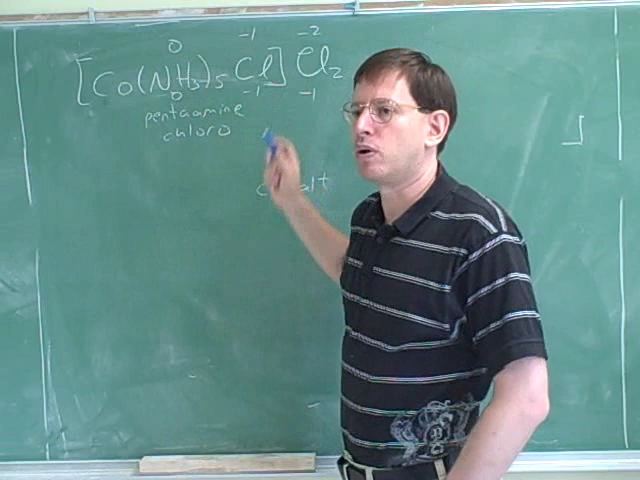 0 -1 -2
[Co(NH3)5 Cl] Cl2
0 -1 -1
pentaamine
chloro